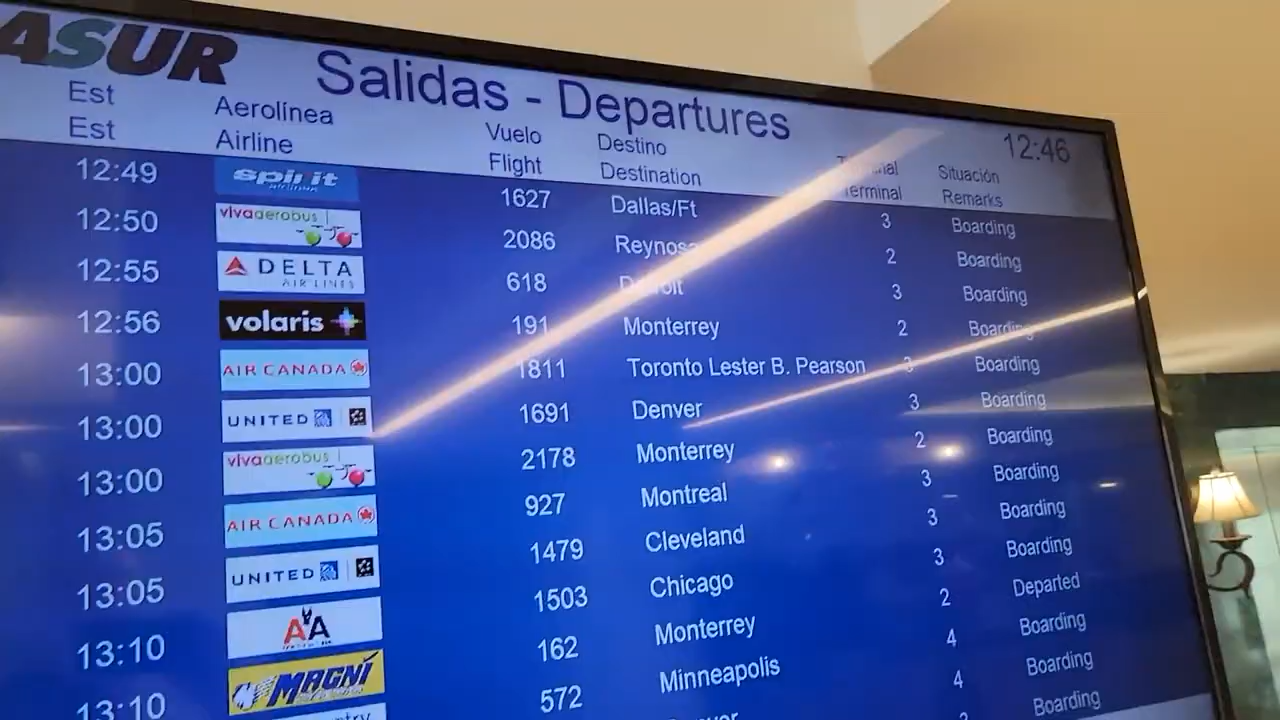 ASUR Salidas - Departures 12:46
Est Aerolínea Vuelo Destino Situación
Est Airline Flight Destination Terminal Remarks
12:49 spirit airlines 1627 Dallas/Ft 3 Boarding
12:50 vivaaerobus 2086 Reynosa 2 Boarding
12:55 DELTA AIR LINES 618 Detroit 3 Boarding
12:56 volaris 191 Monterrey 2 Boarding
13:00 AIR CANADA 1811 Toronto Lester B. Pearson 3 Boarding
13:00 UNITED 1691 Denver 3 Boarding
13:00 vivaaerobus 2178 Monterrey 2 Boarding
13:05 AIR CANADA 927 Montreal 3 Boarding
13:05 UNITED 1479 Cleveland 3 Boarding
13:10 AA 1503 Chicago 3 Boarding
13:10 MAGNI 162 Monterrey 2 Departed
572 Minneapolis 4 Boarding
4 Boarding
Boarding